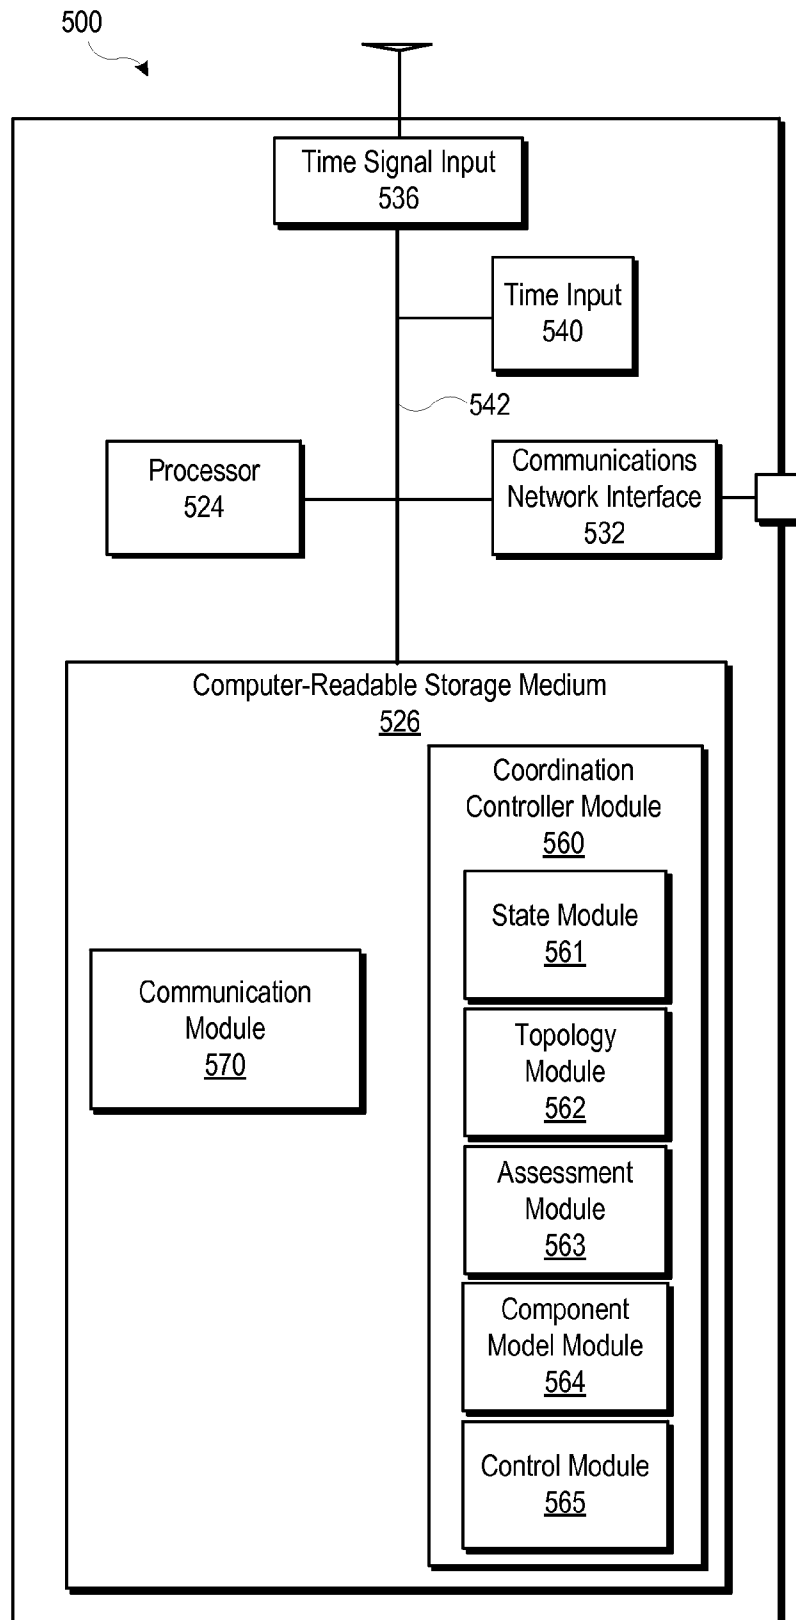 500
Time Signal Input
536
Time Input
540
542
Processor
524
Communications
Network Interface
532
Computer-Readable Storage Medium
526
Coordination
Controller Module
560
State Module
561
Communication
Module
570
Topology
Module
562
Assessment
Module
563
Component
Model Module
564
Control Module
565